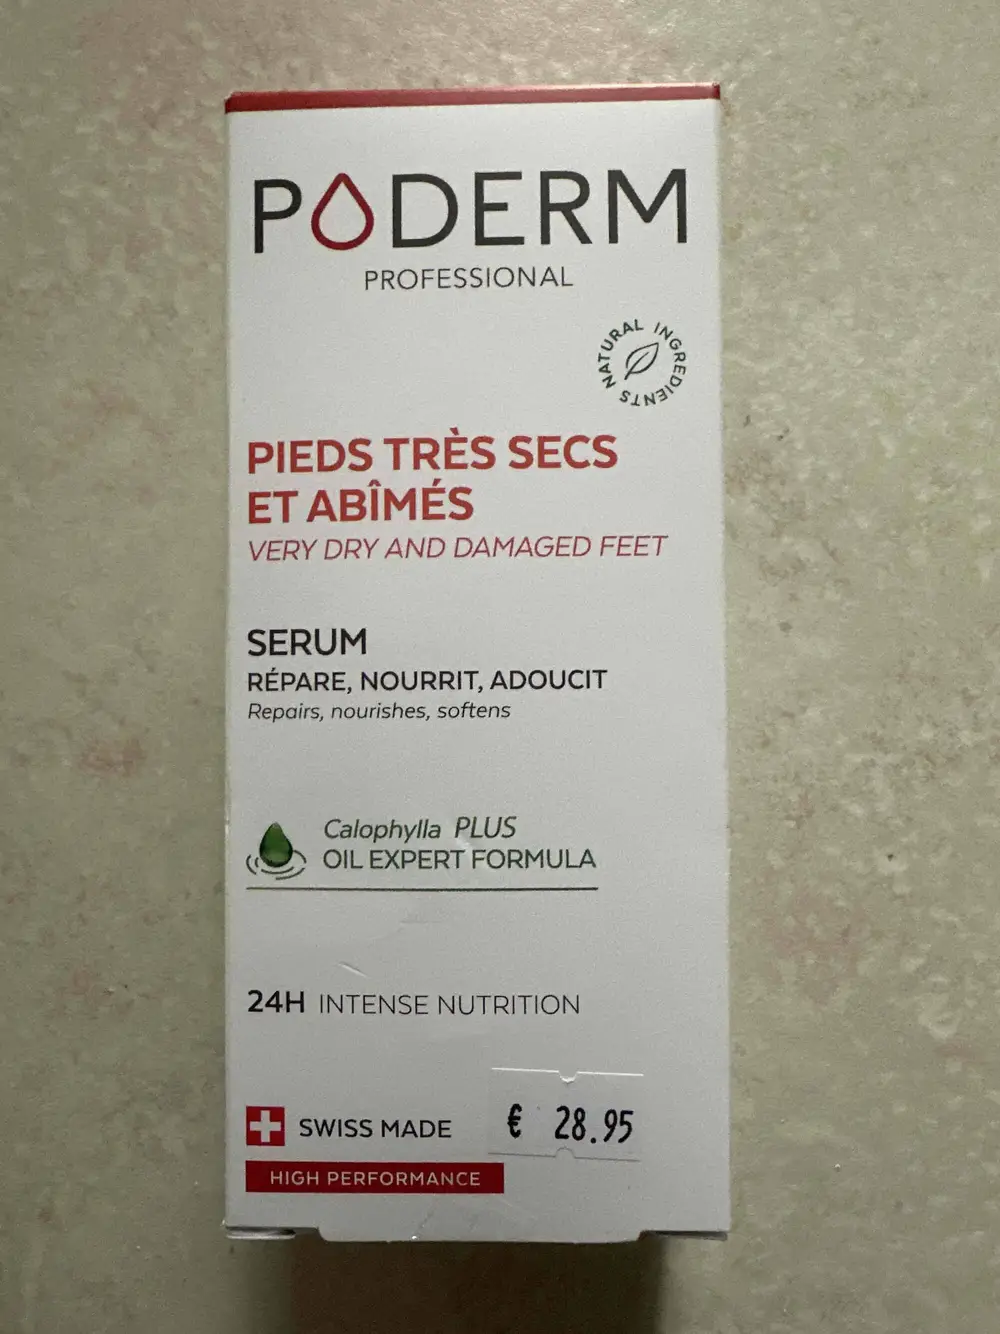 PODERM
PROFESSIONAL
NATURAL INGREDIENTS
PIEDS TRÈS SECS
ET ABÎMÉS
VERY DRY AND DAMAGED FEET
SERUM
RÉPARE, NOURRIT, ADOUCIT
Repairs, nourishes, softens
Calophylla PLUS
OIL EXPERT FORMULA
24H INTENSE NUTRITION
SWISS MADE
€ 28.95
HIGH PERFORMANCE